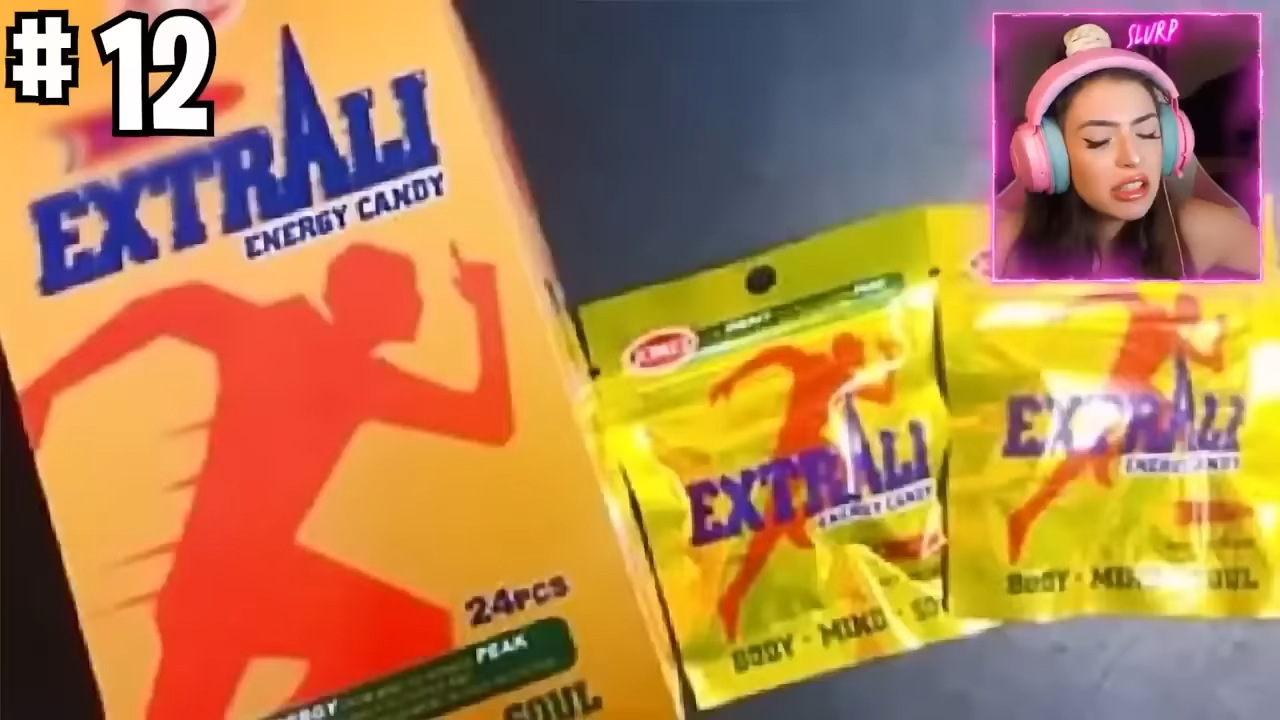 #12
SLURP
EXTRALI
ENERGY CANDY
24PCS
PEAK
SOUL
EXTRALI
ENERGY CANDY
BODY · MIND · SO
EXTRALI
ENERGY CANDY
BODY · MIND · SOUL